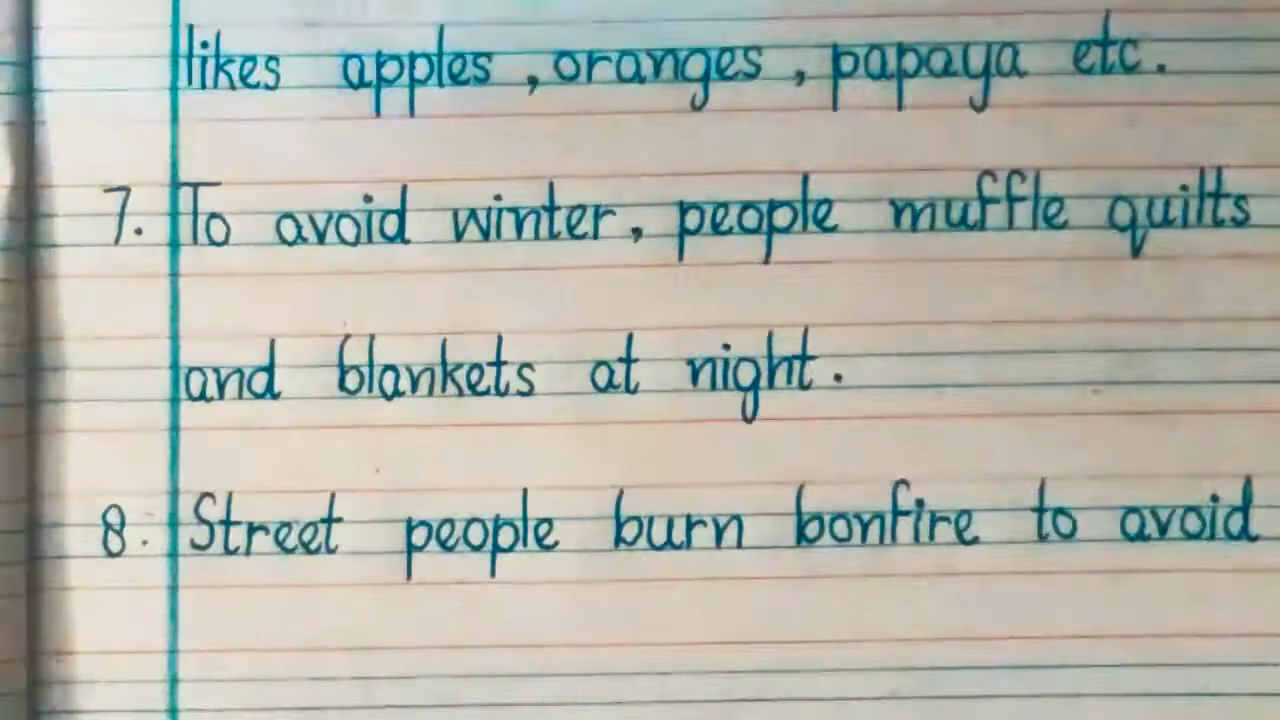 likes apples , oranges , papaya etc.
7. To avoid winter, people muffle quilts
and blankets at night.
8. Street people burn bonfire to avoid